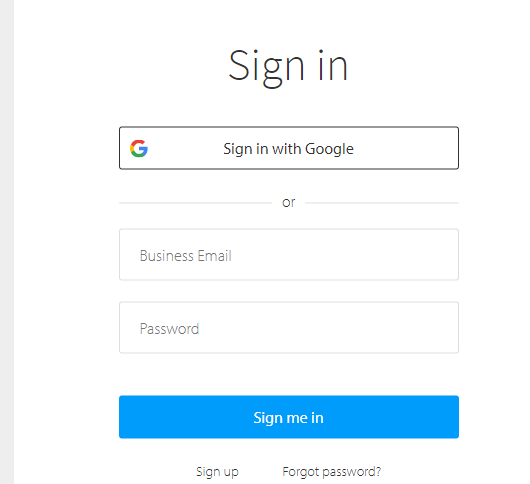 Sign in
Sign in with Google
or
Business Email
Password
Sign me in
Sign up Forgot password?